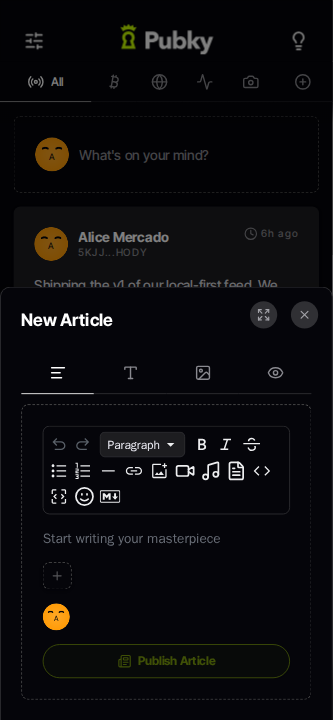 Pubky
All
What's on your mind?
Alice Mercado
6h ago
5KJJ...HODY
Shipping the v1 of our local-first feed. We
New Article
Paragraph
B
Start writing your masterpiece
Publish Article